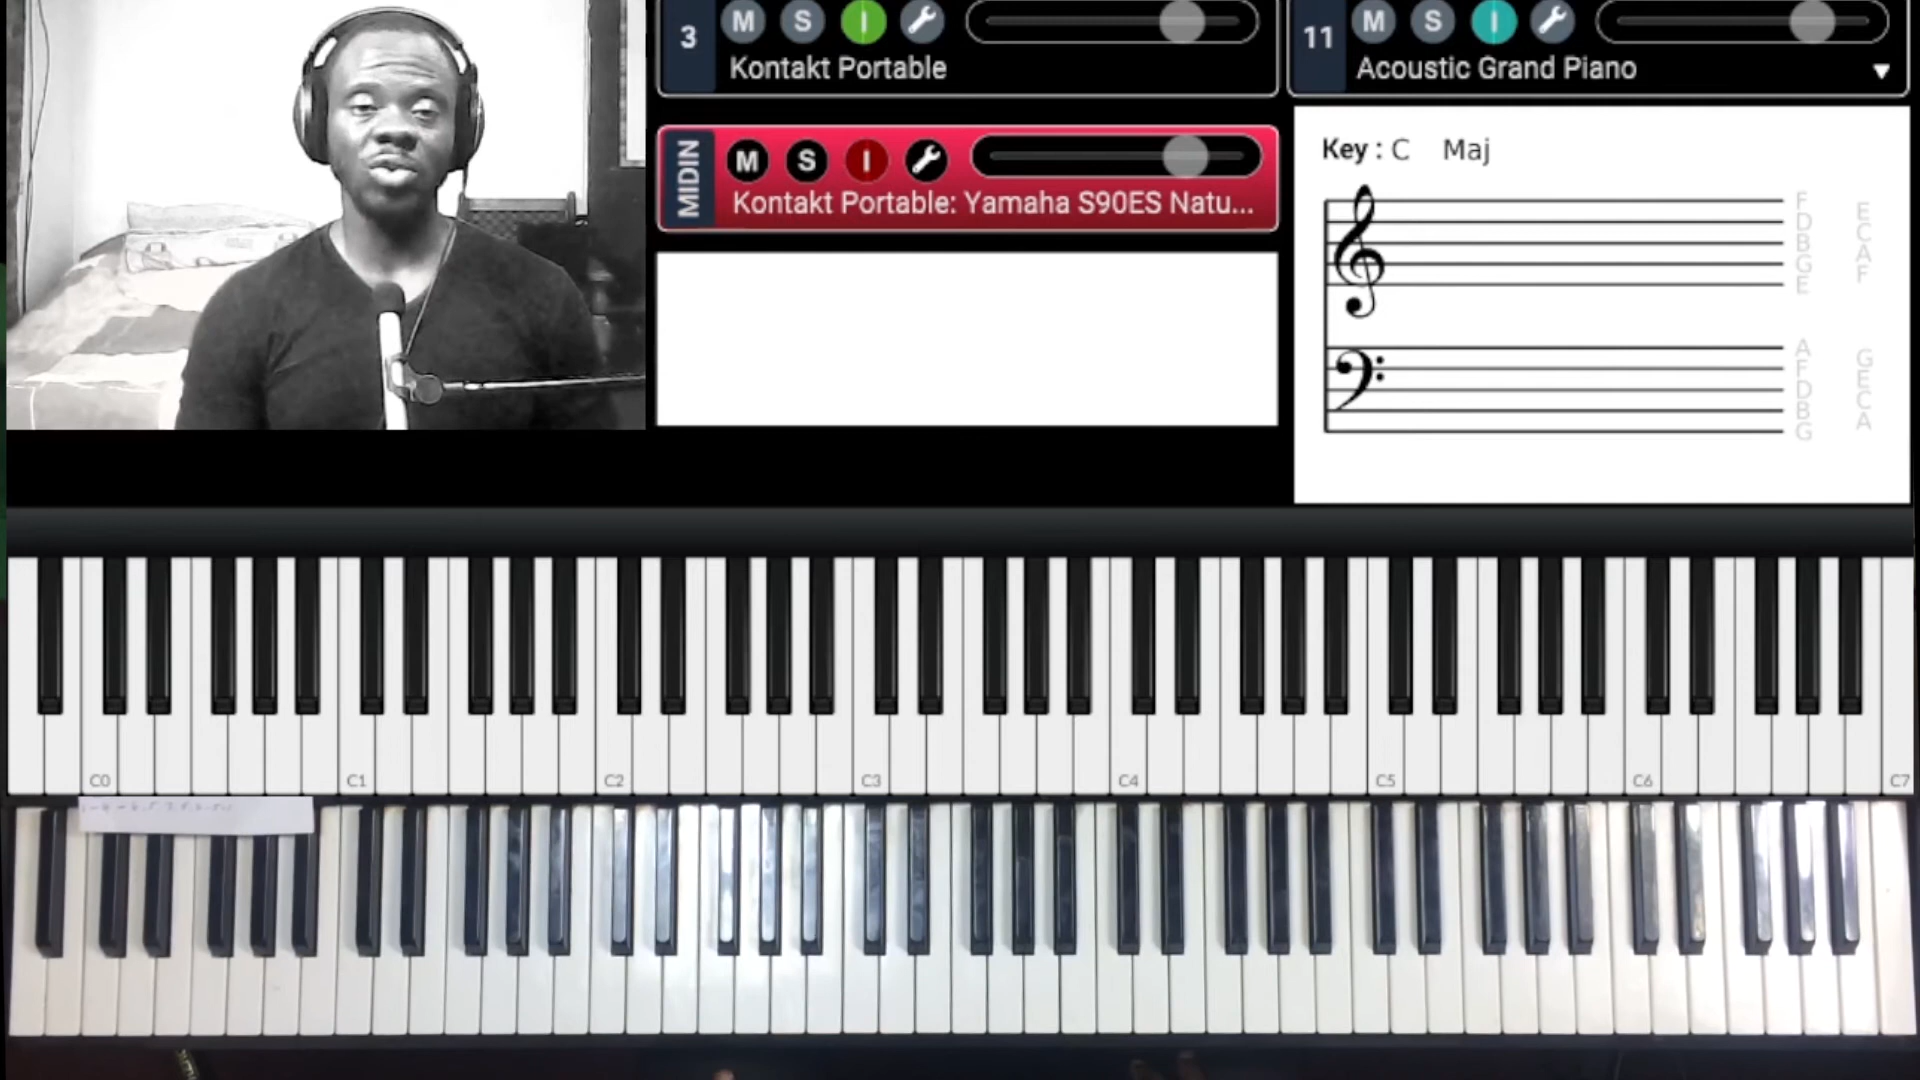 3 M S I
Kontakt Portable
11 M S I
Acoustic Grand Piano
MIDIN M S I
Kontakt Portable: Yamaha S90ES Natu...
Key : C Maj
F
D
B
G
E
E
C
A
F
A
F
D
B
G
G
E
C
A
C0 C1 C2 C3 C4 C5 C6 C7